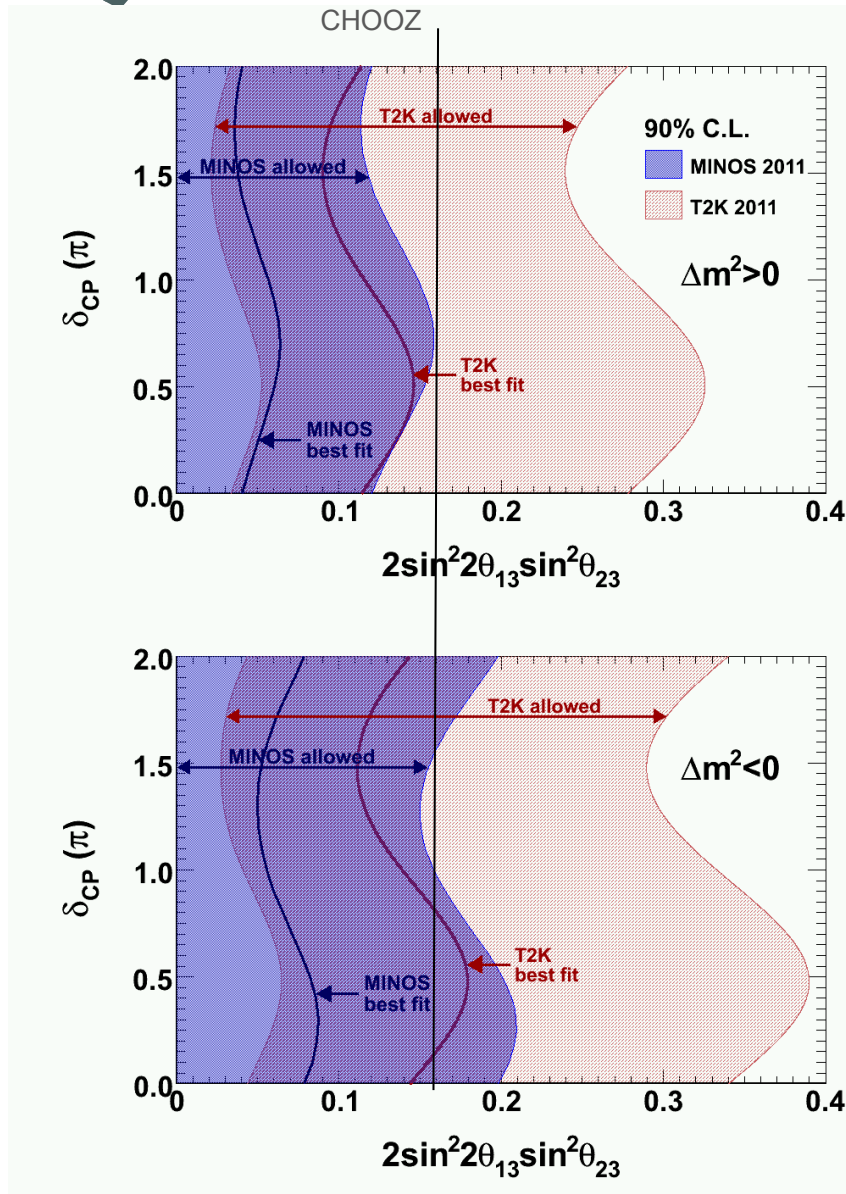 CHOOZ
2.0
T2K allowed
90% C.L.
MINOS allowed
MINOS 2011
1.5
T2K 2011
δCP (π)
1.0
Δm²>0
T2K
best fit
0.5
MINOS
best fit
0.0
0 0.1 0.2 0.3 0.4
2sin²2θ₁₃sin²θ₂₃
2.0
T2K allowed
MINOS allowed
1.5
Δm²<0
δCP (π)
1.0
T2K
best fit
0.5
MINOS
best fit
0.0
0 0.1 0.2 0.3 0.4
2sin²2θ₁₃sin²θ₂₃